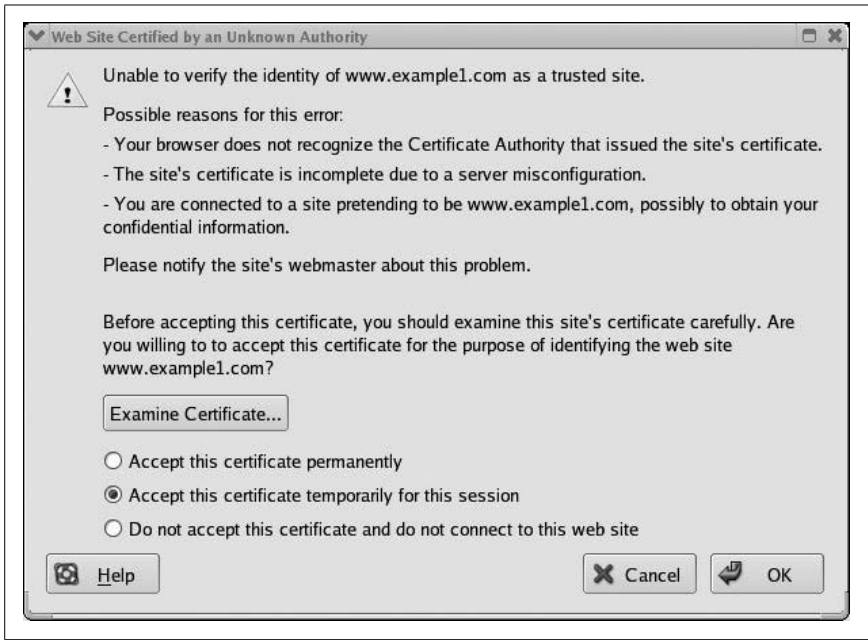 Web Site Certified by an Unknown Authority
Unable to verify the identity of www.example1.com as a trusted site.
Possible reasons for this error:
- Your browser does not recognize the Certificate Authority that issued the site's certificate.
- The site's certificate is incomplete due to a server misconfiguration.
- You are connected to a site pretending to be www.example1.com, possibly to obtain your
confidential information.
Please notify the site's webmaster about this problem.
Before accepting this certificate, you should examine this site's certificate carefully. Are
you willing to to accept this certificate for the purpose of identifying the web site
www.example1.com?
Examine Certificate...
Accept this certificate permanently
Accept this certificate temporarily for this session
Do not accept this certificate and do not connect to this web site
Help
Cancel
OK